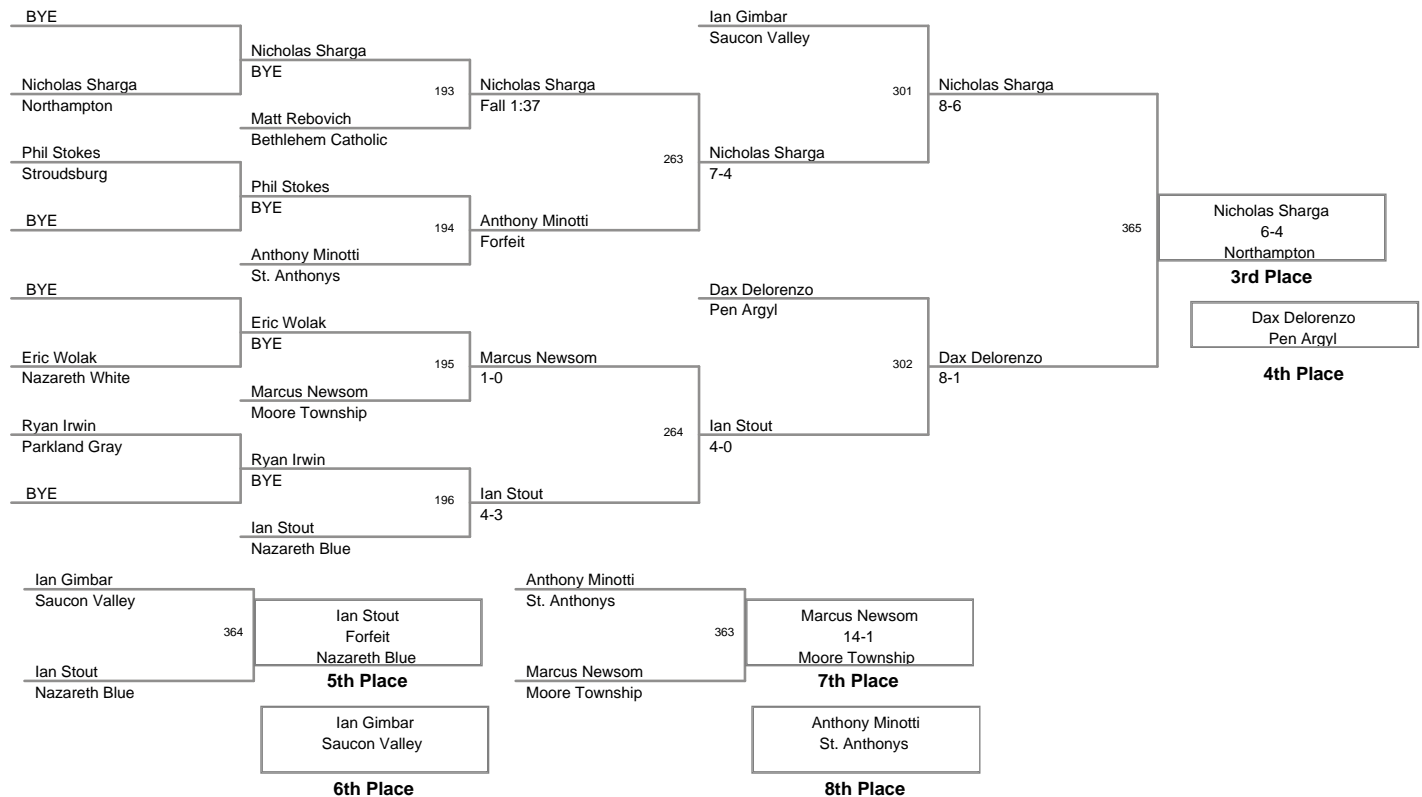 BYE
Nicholas Sharga
Northampton
Phil Stokes
Stroudsburg
BYE
BYE
Eric Wolak
Nazareth White
Ryan Irwin
Parkland Gray
BYE
Nicholas Sharga
BYE
193
Matt Rebovich
Bethlehem Catholic
Phil Stokes
BYE
194
Anthony Minotti
St. Anthonys
Eric Wolak
BYE
195
Marcus Newsom
Moore Township
Ryan Irwin
BYE
196
Ian Stout
Nazareth Blue
Nicholas Sharga
Fall 1:37
263
Anthony Minotti
Forfeit
Marcus Newsom
1-0
264
Ian Stout
4-3
Ian Gimbar
Saucon Valley
301
Nicholas Sharga
7-4
Dax Delorenzo
Pen Argyl
302
Ian Stout
4-0
Nicholas Sharga
8-6
365
Dax Delorenzo
8-1
Nicholas Sharga
6-4
Northampton
3rd Place
Dax Delorenzo
Pen Argyl
4th Place
Ian Gimbar
Saucon Valley
364
Ian Stout
Nazareth Blue
Ian Stout
Forfeit
Nazareth Blue
5th Place
Ian Gimbar
Saucon Valley
6th Place
Anthony Minotti
St. Anthonys
363
Marcus Newsom
Moore Township
Marcus Newsom
14-1
Moore Township
7th Place
Anthony Minotti
St. Anthonys
8th Place